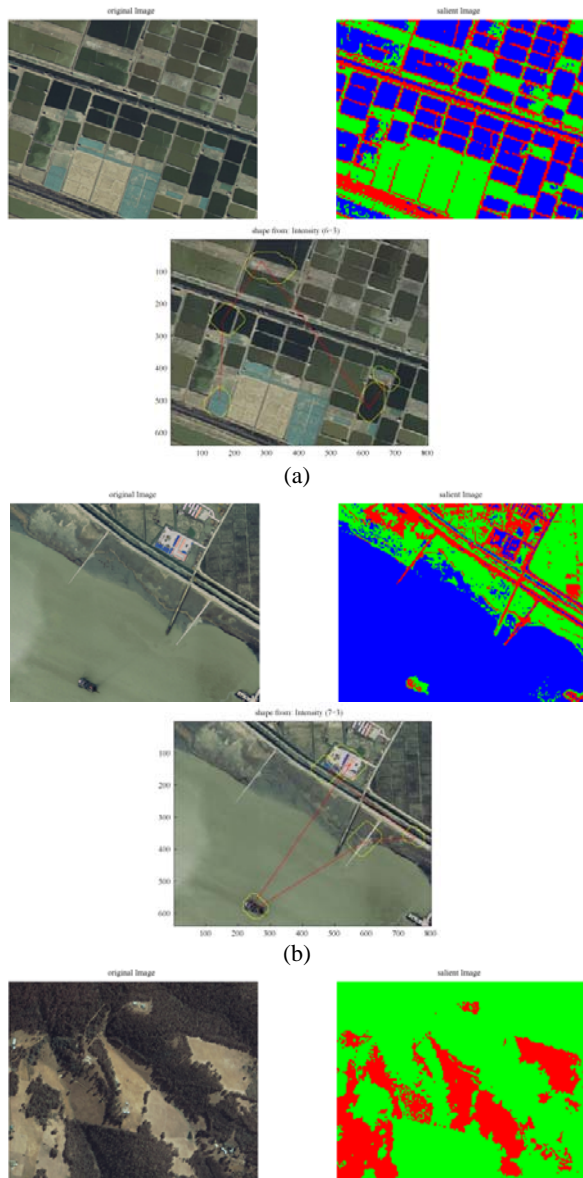 original Image
salient Image
shape from: Intensity (6−3)
100
200
300
400
500
600
100 200 300 400 500 600 700 800
(a)
original Image
salient Image
shape from: Intensity (7−3)
100
200
300
400
500
600
100 200 300 400 500 600 700 800
(b)
original Image
salient Image